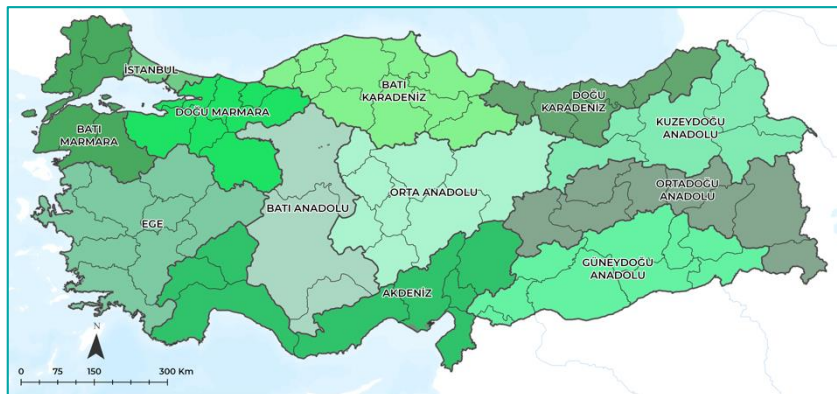 İSTANBUL
BATI
KARADENİZ
DOĞU
KARADENİZ
DOĞU MARMARA
KUZEYDOĞU
ANADOLU
BATI
MARMARA
ORTADOĞU
ANADOLU
ORTA ANADOLU
BATI ANADOLU
EGE
GÜNEYDOĞU
ANADOLU
AKDENİZ
N
0 75 150 300 Km